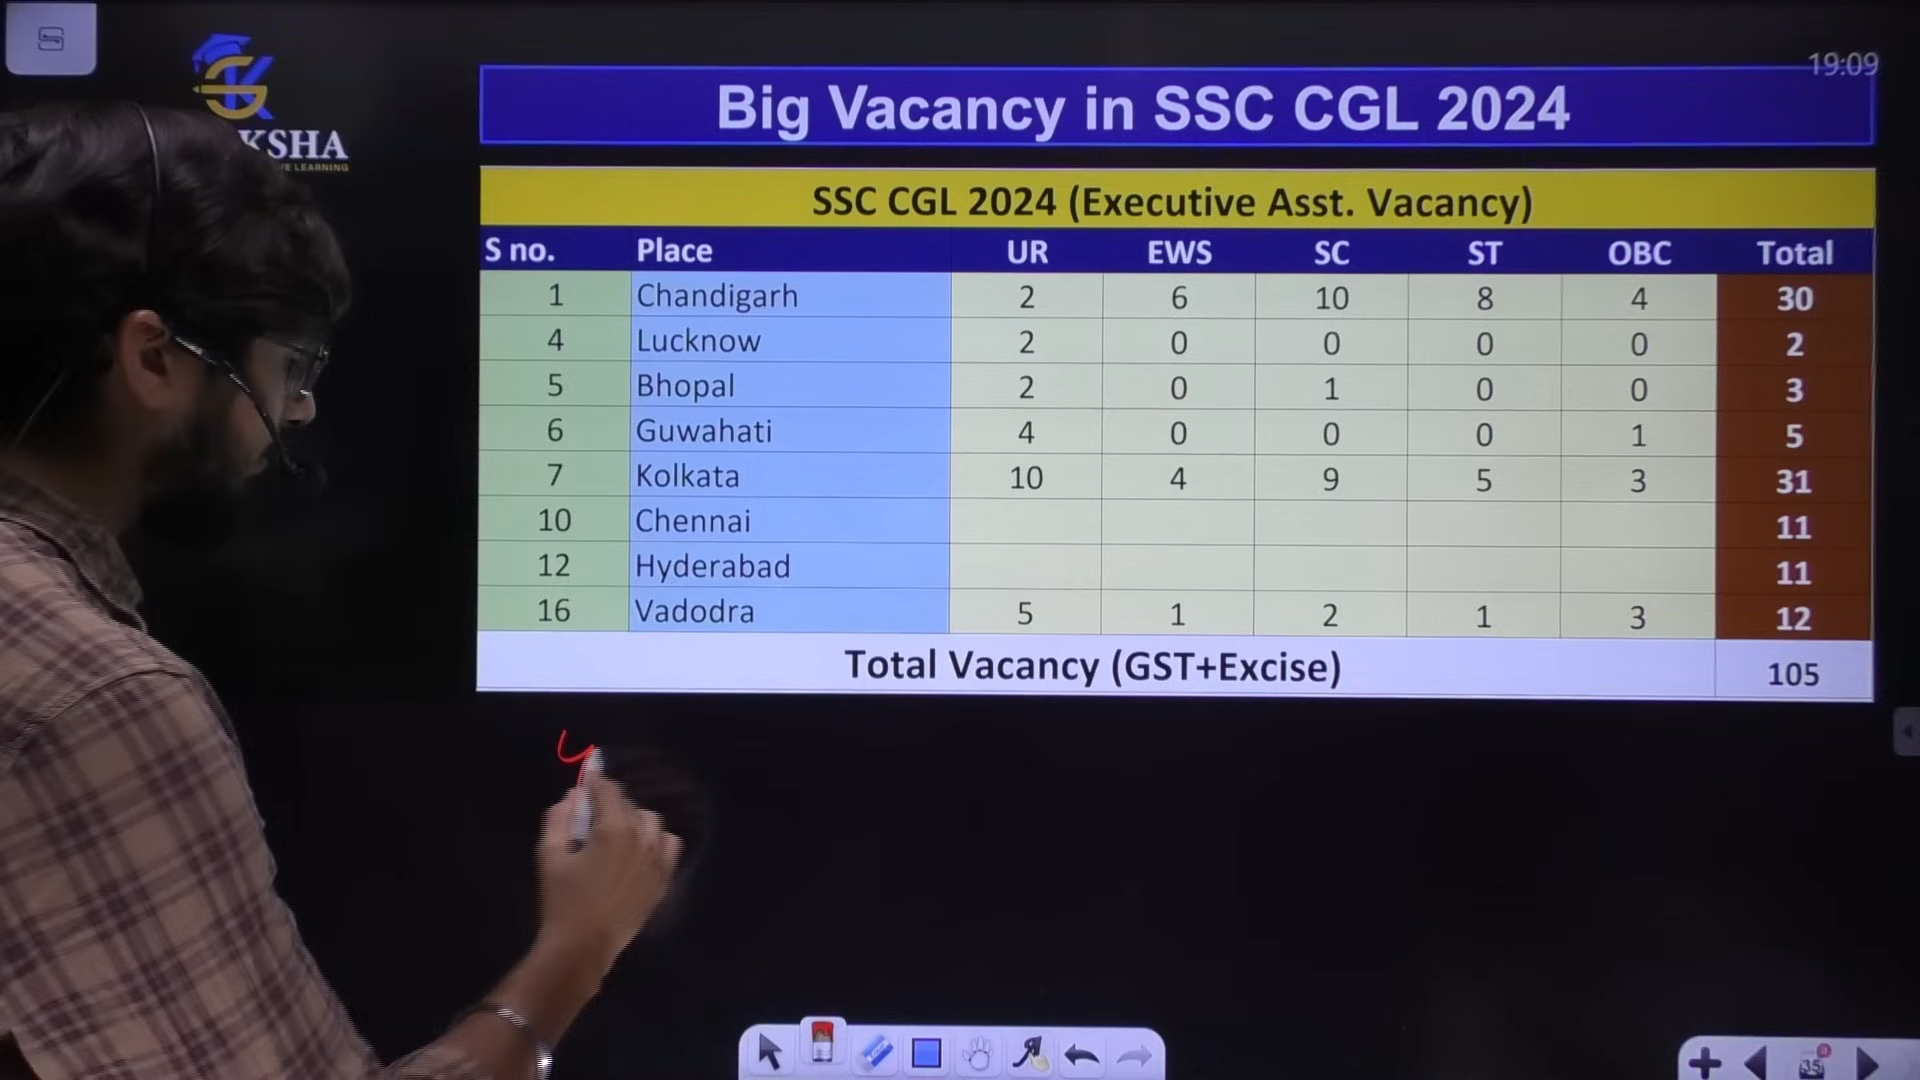 19:09
KSHA
VE LEARNING
Big Vacancy in SSC CGL 2024
SSC CGL 2024 (Executive Asst. Vacancy)
S no. Place UR EWS SC ST OBC Total
1 Chandigarh 2 6 10 8 4 30
4 Lucknow 2 0 0 0 0 2
5 Bhopal 2 0 1 0 0 3
6 Guwahati 4 0 0 0 1 5
7 Kolkata 10 4 9 5 3 31
10 Chennai 11
12 Hyderabad 11
16 Vadodra 5 1 2 1 3 12
Total Vacancy (GST+Excise) 105
35